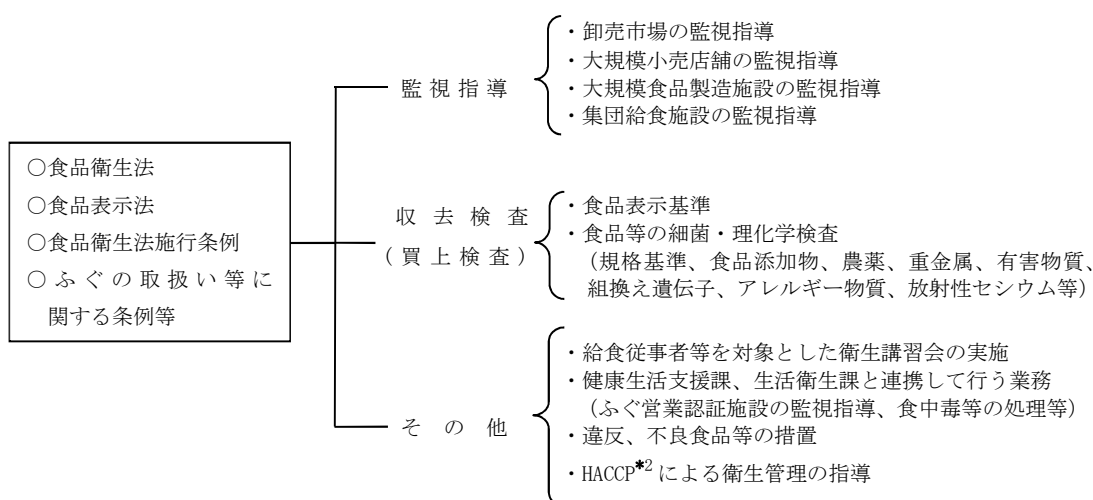 ○食品衛生法
○食品表示法
○食品衛生法施行条例
○ふぐの取扱い等に
関する条例等
監視指導
・卸売市場の監視指導
・大規模小売店舗の監視指導
・大規模食品製造施設の監視指導
・集団給食施設の監視指導
収去検査
(買上検査)
・食品表示基準
・食品等の細菌・理化学検査
(規格基準、食品添加物、農薬、重金属、有害物質、
組換え遺伝子、アレルギー物質、放射性セシウム等)
その他
・給食従事者等を対象とした衛生講習会の実施
・健康生活支援課、生活衛生課と連携して行う業務
(ふぐ営業認証施設の監視指導、食中毒等の処理等)
・違反、不良食品等の措置
・HACCP*2による衛生管理の指導